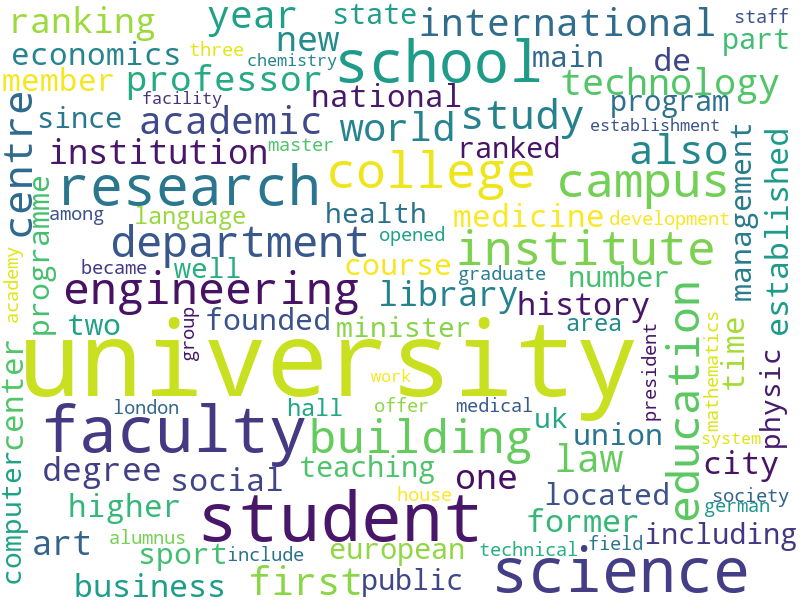 ranking
year
state
international
staff
economics
three
chemistry
new
school
main
de
part
member
professor
facility
national
technology
since
academic
world
study
program
establishment
centre
institution
master
ranked
also
research
college
campus
management
established
programme
among
language
health
medicine
development
department
opened
institute
academy
became
well
course
graduate
number
engineering
library
history
two
group
founded
minister
area
university
president
education
mathematics
time
physic
work
computer
center
london
hall
offer
medical
uk
faculty
building
union
law
system
city
degree
social
teaching
one
located
higher
student
house
former
german
society
art
alumnus
sport
include
european
technical
field
including
business
first
public
science